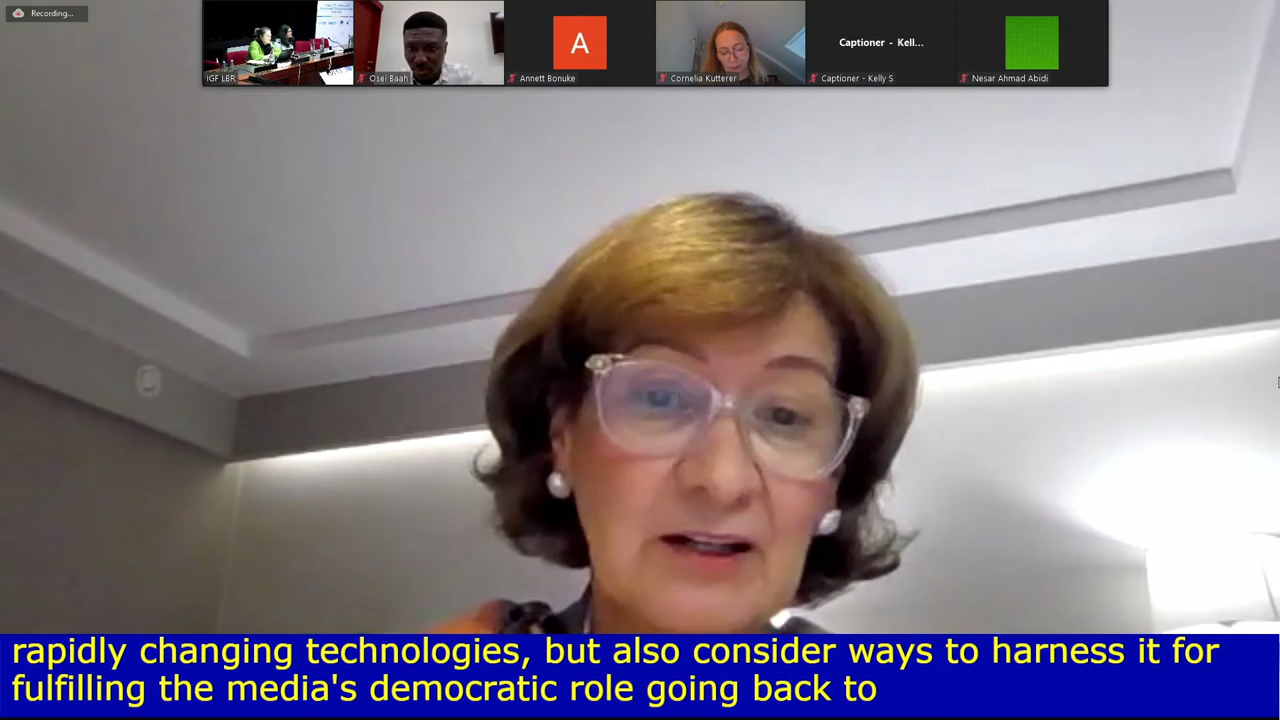 Recording...
A
Captioner - Kell...
IGF LBR
Osei Baah
Annett Bonuke
Cornelia Kutterer
Captioner - Kelly S
Nesar Ahmad Abidi
rapidly changing technologies, but also consider ways to harness it for
fulfilling the media's democratic role going back to